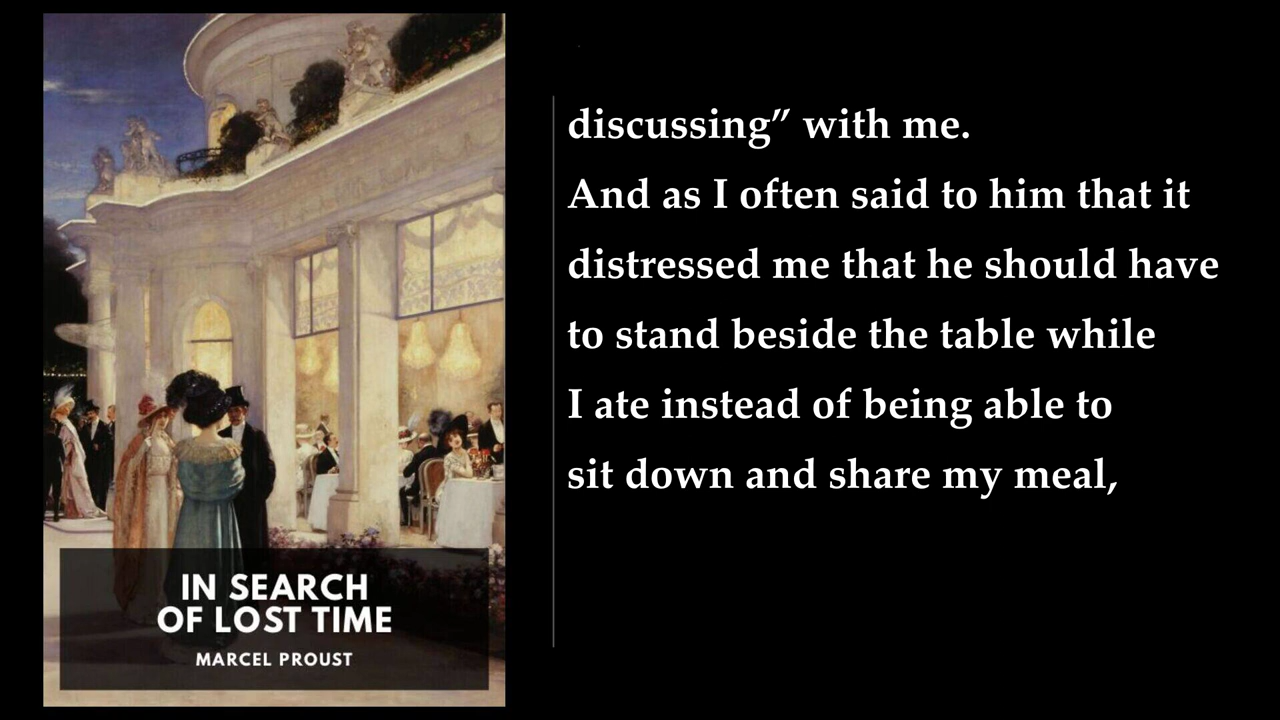 IN SEARCH
OF LOST TIME
MARCEL PROUST
discussing” with me.
And as I often said to him that it
distressed me that he should have
to stand beside the table while
I ate instead of being able to
sit down and share my meal,